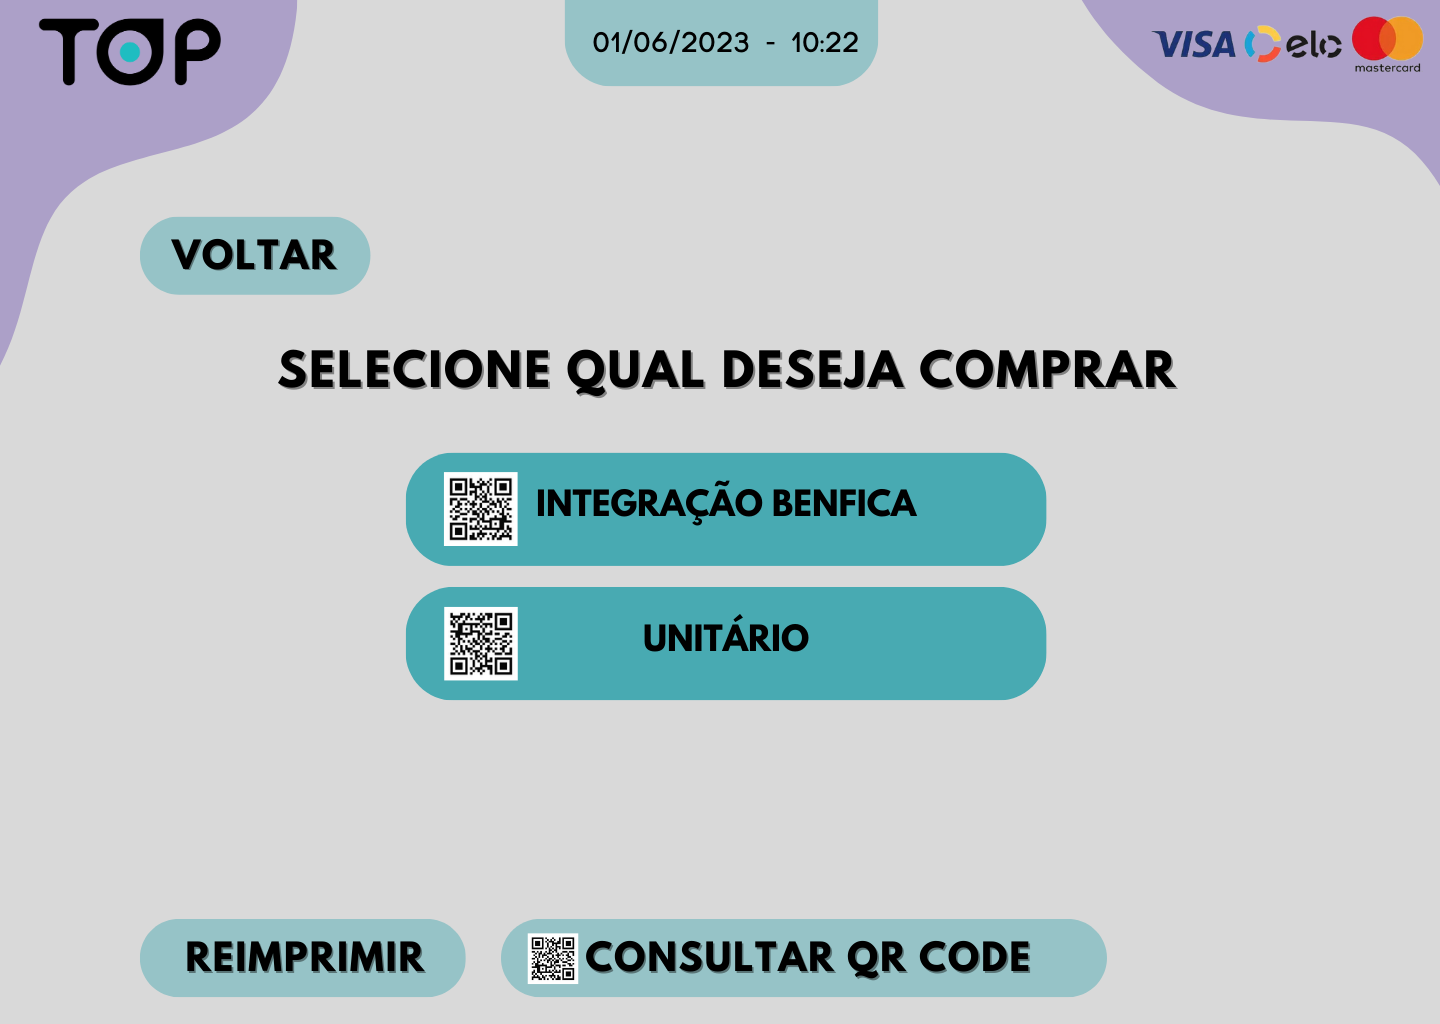 TOP
01/06/2023 - 10:22
VISA elo
mastercard
VOLTAR
SELECIONE QUAL DESEJA COMPRAR
INTEGRAÇÃO BENFICA
UNITÁRIO
REIMPRIMIR
CONSULTAR QR CODE